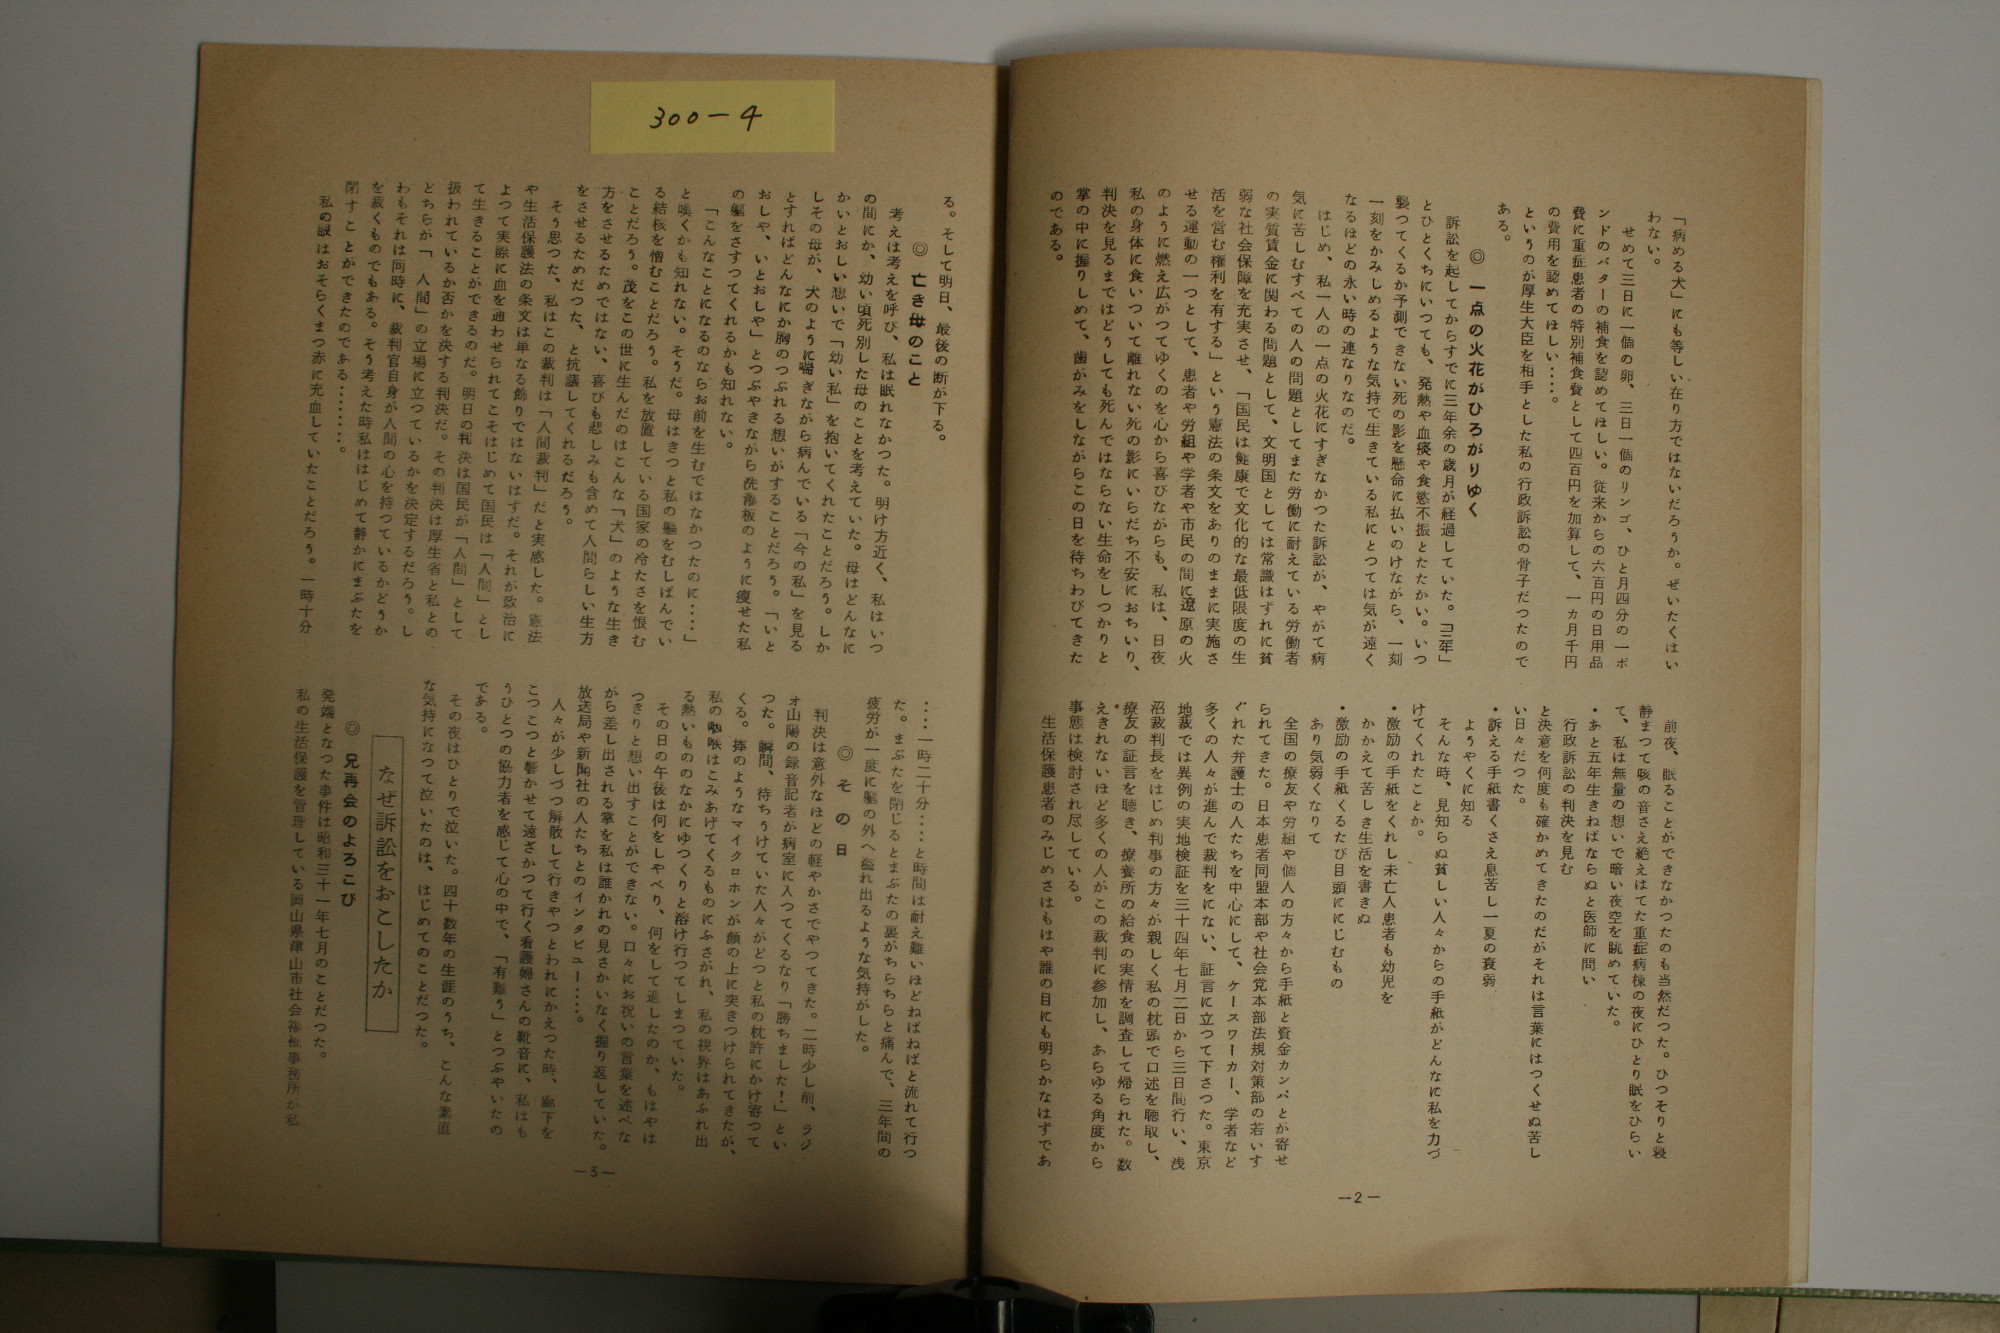 300-4
「病める犬」にも等しい在り方ではないだろうか。ぜいたくはい
わない。
せめて三日に一個の卵、三日一個のリンゴ、ひと月四分の一ポ
ンドのバターの補食を認めてほしい。従来からの六百円の日用品
費に重症患者の特別補食費として四百円を加算して、一カ月千円
の費用を認めてほしい‥‥。
というのが厚生大臣を相手とした私の行政訴訟の骨子だつたので
ある。
◎ 一点の火花がひろがりゆく
訴訟を起してからすでに三年余の歳月が経過していた。「三年」
とひとくちにいつても、発熱や血痰や食慾不振とたたかい。いつ
襲つてくるか予測できない死の影を懸命に払いのけながら、一刻
一刻をかみしめるような気持で生きている私にとつては気が遠く
なるほどの永い時の連なりなのだ。
はじめ、私一人の一点の火花にすぎなかつた訴訟が、やがて病
気に苦しむすべての人の問題としてまた労働に耐えている労働者
の実質賃金に関わる問題として、文明国としては常識はずれに貧
弱な社会保障を充実させ、「国民は健康で文化的な最低限度の生
活を営む権利を有する」という憲法の条文をありのままに実施さ
せる運動の一つとして、患者や労組や学者や市民の間に遼原の火
のように燃え広がつてゆくのを心から喜びながらも、私は、日夜
私の身体に食いついて離れない死の影にいらだち不安におちいり、
判決を見るまではどうしても死んではならない生命をしつかりと
掌の中に握りしめて、歯がみをしながらこの日を待ちわびてきた
のである。
前夜、眠ることができなかつたのも当然だつた。ひつそりと寝
静まつて咳の音さえ絶えはてた重症病棟の夜にひとり眠をひらい
て、私は無量の想いで暗い夜空を眺めていた。
・あと五年生きねばならぬと医師に問い
行政訴訟の判決を見む
と決意を何度も確かめてきたのだがそれは言葉にはつくせぬ苦し
い日々だつた。
・訴える手紙書くさえ息苦し一夏の衰弱
ようやくに知る
そんな時、見知らぬ貧しい人々からの手紙がどんなに私を力づ
けてくれたことか。
・激励の手紙をくれし未亡人患者も幼児を
かかえて苦しき生活を書きぬ
・激励の手紙くるたび目頭ににじむもの
あり気弱くなりて
全国の療友や労組や個人の方々から手紙と資金カンパとが寄せ
られてきた。日本患者同盟本部や社会党本部法規対策部の若いす
ぐれた弁護士の人たちを中心にして、ケースワーカー、学者など
多くの人々が進んで裁判をにない、証言に立つて下さつた。東京
地裁では異例の実地検証を三十四年七月二日から三日間行い、浅
沼裁判長をはじめ判事の方々が親しく私の枕頭で口述を聴取し、
療友の証言を聴き、療養所の給食の実情を調査して帰られた。数
えきれないほど多くの人がこの裁判に参加し、あらゆる角度から
事態は検討され尽している。
生活保護患者のみじめさはもはや誰の目にも明らかなはずであ
—2—
る。そして明日、最後の断が下る。
◎ 亡き母のこと
考えは考えを呼び、私は眠れなかつた。明け方近く、私はいつ
の間にか、幼い頃死別した母のことを考えていた。母はどんなに
かいとおしい想いで「幼い私」を抱いてくれたことだろう。しか
しその母が、犬のように喘ぎながら病んでいる「今の私」を見る
とすればどんなにか胸のつぶれる想いがすることだろう。「いと
おしや、いとおしや」とつぶやきながら洗滌板のように痩せた私
の軀をさすつてくれるかも知れない。
「こんなことになるのならお前を生むではなかつたのに‥‥」
と嘆くかも知れない。そうだ。母はきつと私の軀をむしばんでい
る結核を憎むことだろう。私を放置している国家の冷たさを恨む
ことだろう。茂をこの世に生んだのはこんな「犬」のような生き
方をさせるためではない、喜びも悲しみも含めて人間らしい生方
をさせるためだつた、と抗議してくれるだろう。
そう思つた、私はこの裁判は「人間裁判」だと実感した。憲法
や生活保護法の条文は単なる飾りではないはずだ。それが政治に
よつて実際に血を通わせられてこそはじめて国民は「人間」とし
て生きることができるのだ。明日の判決は国民が「人間」として
扱われているか否かを決する判決だ。その判決は厚生省と私との
どちらが「人間」の立場に立つているかを決定するだろう。し
わもそれは同時に、裁判官自身が人間の心を持つているかどうか
を裁くものでもある。そう考えた時私ははじめて静かにまぶたを
閉すことができたのである‥‥‥‥。
私の眼はおそらくまつ赤に充血していたことだろう。一時十分
‥‥一時二十分‥‥と時間は耐え難いほどねばねばと流れて行つ
た。まぶたを閉じるとまぶたの裏がちらちらと痛んで、三年間の
疲労が一度に軀の外へ溢れ出るような気持がした。
◎ その日
判決は意外なほどの軽やかさでやつてきた。二時少し前、ラジ
オ山陽の録音記者が病室に入つてくるなり「勝ちました!」とい
つた。瞬間、待ちうけていた人々がどつと私の枕許にかけ寄つて
くる。棒のようなマイクロホンが顔の上に突きつけられてきたが、
私の咽喉はこみあげてくるものにふさがれ、私の視界はあふれ出
る熱いもののなかにゆつくりと溶け行つてしまつていた。
その日の午後は何をしやべり、何をして過したのか、もはやは
つきりと想い出すことができない。口々にお祝いの言葉を述べな
がら差し出される掌を私は誰かれの見さかいなく握り返していた。
放送局や新聞社の人たちとのインタビュー‥‥。
人々が少しづつ解散して行きやつとわれにかえつた時、廊下を
こつこつと響かせて遠ざかつて行く看護婦さんの靴音に、私はも
うひとつの協力者を感じて心の中で、「有難う」とつぶやいたの
である。
その夜はひとりで泣いた。四十数年の生涯のうち、こんな素直
な気持になつて泣いたのは、はじめてのことだつた。
なぜ訴訟をおこしたか
◎ 兄再会のよろこび
発端となつた事件は昭和三十一年七月のことだつた。
私の生活保護を管理している岡山県津山市社会福祉事務所が私
—3—